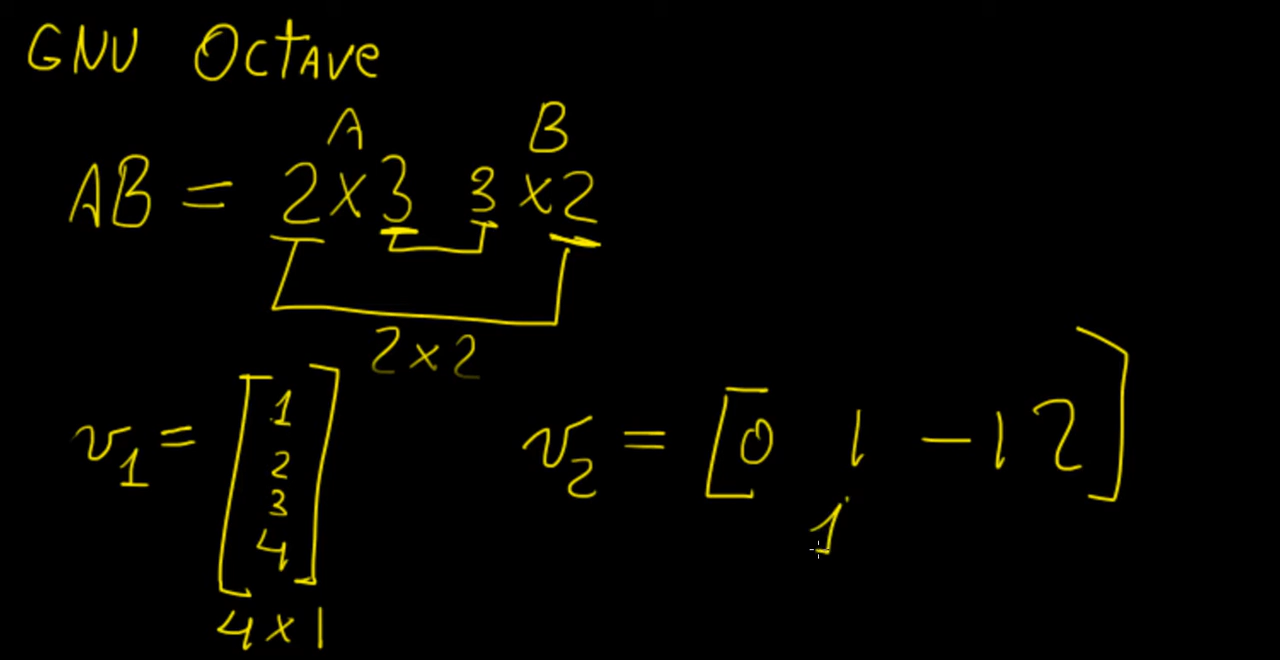 GNU Octave
A B
AB = 2x3 3x2
2x2
v1 = [1 2 3 4] v2 = [0 1 -1 2]
1
4x1